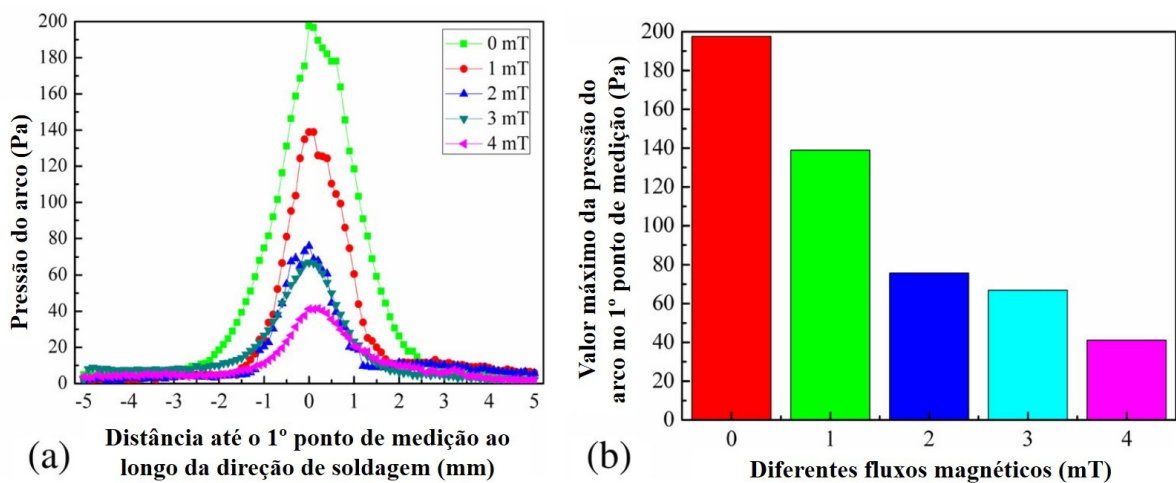 200
180
160
140
120
100
80
60
40
20
0
Pressão do arco (Pa)
0 mT
1 mT
2 mT
3 mT
4 mT
-5 -4 -3 -2 -1 0 1 2 3 4 5
(a)
Distância até o 1º ponto de medição ao
longo da direção de soldagem (mm)
200
180
160
140
120
100
80
60
40
20
0
Valor máximo da pressão do
arco no 1º ponto de medição (Pa)
0 1 2 3 4
(b)
Diferentes fluxos magnéticos (mT)